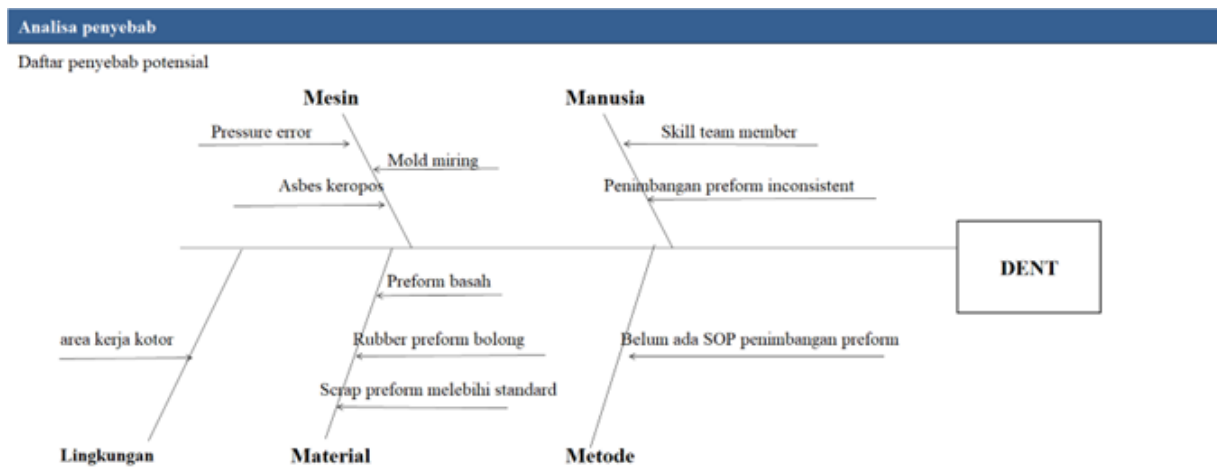 Analisa penyebab
Daftar penyebab potensial
Mesin
Manusia
Pressure error
Skill team member
Mold miring
Asbes keropos
Penimbangan preform inconsistent
DENT
Preform basah
area kerja kotor
Rubber preform bolong
Belum ada SOP penimbangan preform
Scrap preform melebihi standard
Lingkungan
Material
Metode